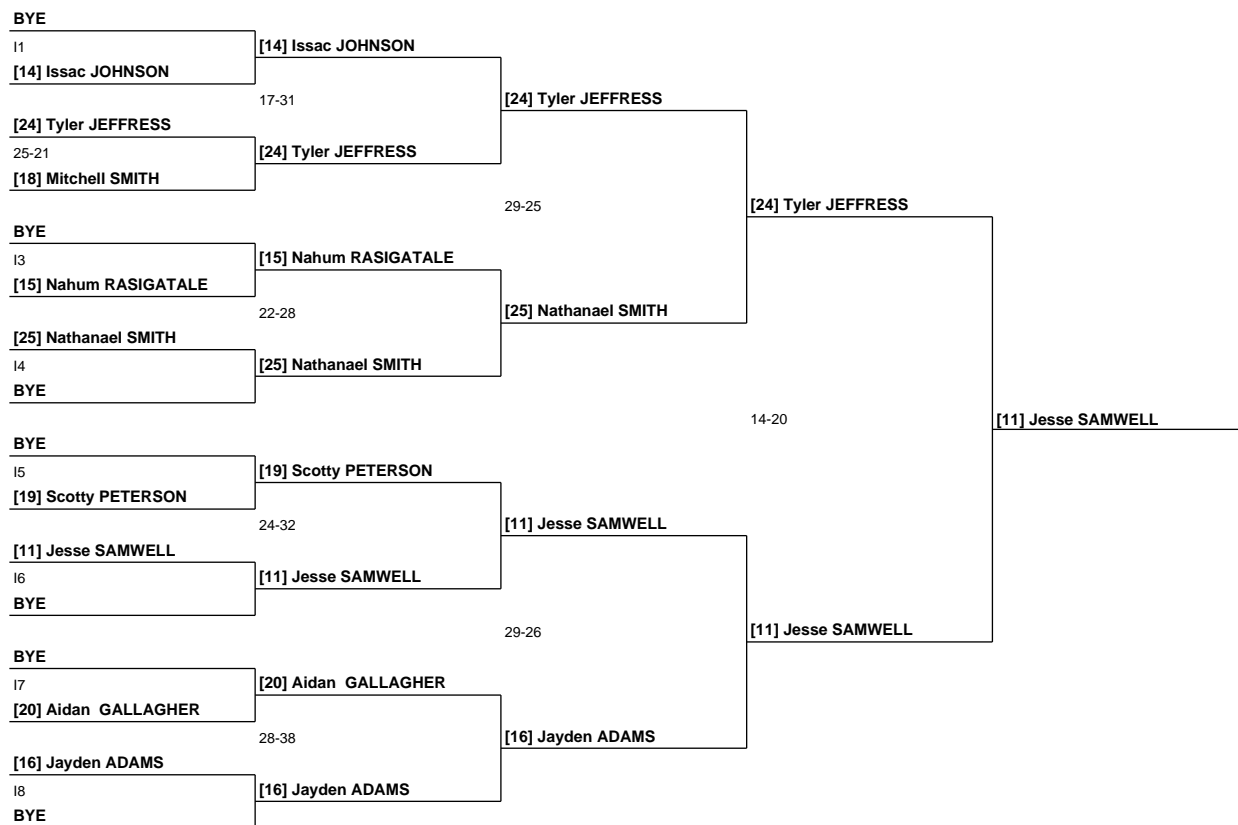 BYE
I1
[14] Issac JOHNSON
[14] Issac JOHNSON
17-31
[24] Tyler JEFFRESS
[24] Tyler JEFFRESS
25-21
[24] Tyler JEFFRESS
[18] Mitchell SMITH
29-25
[24] Tyler JEFFRESS
BYE
I3
[15] Nahum RASIGATALE
[15] Nahum RASIGATALE
22-28
[25] Nathanael SMITH
[25] Nathanael SMITH
I4
[25] Nathanael SMITH
BYE
14-20
[11] Jesse SAMWELL
BYE
I5
[19] Scotty PETERSON
[19] Scotty PETERSON
24-32
[11] Jesse SAMWELL
[11] Jesse SAMWELL
I6
[11] Jesse SAMWELL
BYE
29-26
[11] Jesse SAMWELL
BYE
I7
[20] Aidan  GALLAGHER
[20] Aidan  GALLAGHER
28-38
[16] Jayden ADAMS
[16] Jayden ADAMS
I8
[16] Jayden ADAMS
BYE